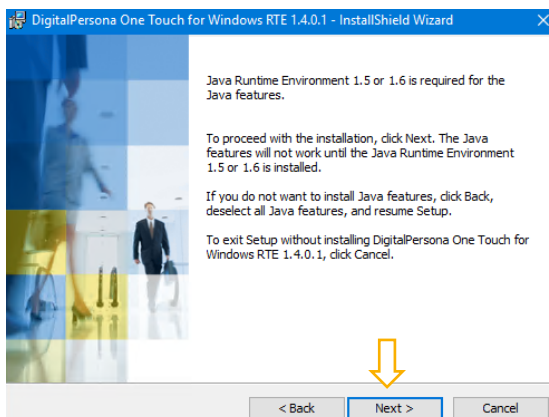 DigitalPersona One Touch for Windows RTE 1.4.0.1 - InstallShield Wizard
Java Runtime Environment 1.5 or 1.6 is required for the
Java features.
To proceed with the installation, click Next. The Java
features will not work until the Java Runtime Environment
1.5 or 1.6 is installed.
If you do not want to install Java features, click Back,
deselect all Java features, and resume Setup.
To exit Setup without installing DigitalPersona One Touch for
Windows RTE 1.4.0.1, click Cancel.
< Back Next > Cancel